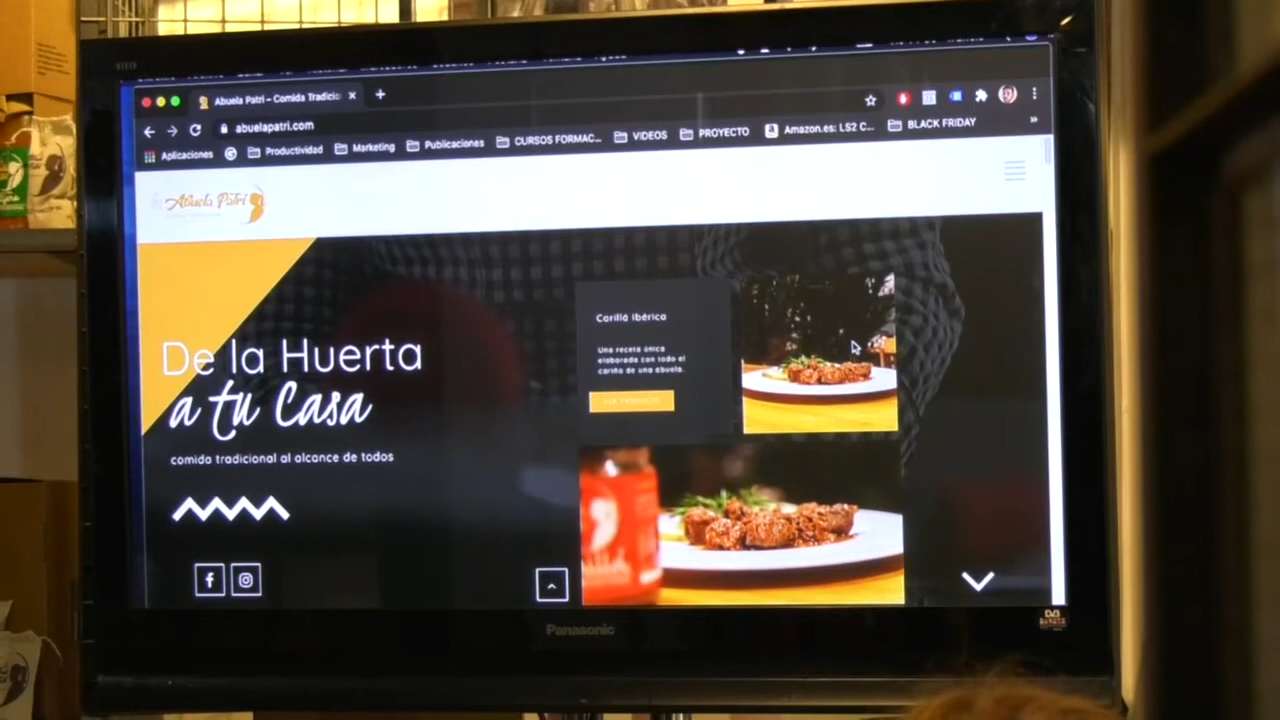 Abuela Patri – Comida Tradicio
abuelapatri.com
Aplicaciones
Productividad
Marketing
Publicaciones
CURSOS FORMAC...
VIDEOS
PROYECTO
Amazon.es: LS2 C...
BLACK FRIDAY
Abuela Patri
De la Huerta
a tu Casa
comida tradicional al alcance de todos
Carillá Ibérica
Una receta única
elaborada con todo el
cariño de una abuela.
VER PRODUCTO
Panasonic